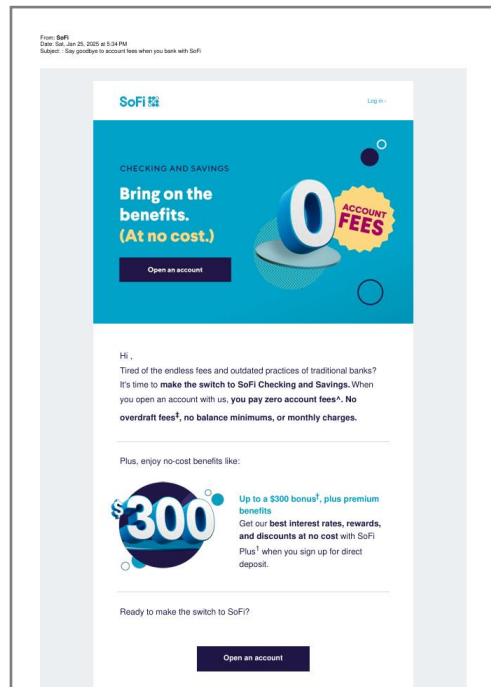 From: SoFi
Date: Sat, Jan 25, 2025 at 5:34 PM
Subject: : Say goodbye to account fees when you bank with SoFi
SoFi
Log in ›
CHECKING AND SAVINGS
Bring on the
benefits.
(At no cost.)
Open an account
0
ACCOUNT
FEES
Hi ,
Tired of the endless fees and outdated practices of traditional banks?
It's time to make the switch to SoFi Checking and Savings. When
you open an account with us, you pay zero account fees^. No
overdraft fees‡, no balance minimums, or monthly charges.
Plus, enjoy no-cost benefits like:
$300
Up to a $300 bonus†, plus premium
benefits
Get our best interest rates, rewards,
and discounts at no cost with SoFi
Plus† when you sign up for direct
deposit.
Ready to make the switch to SoFi?
Open an account